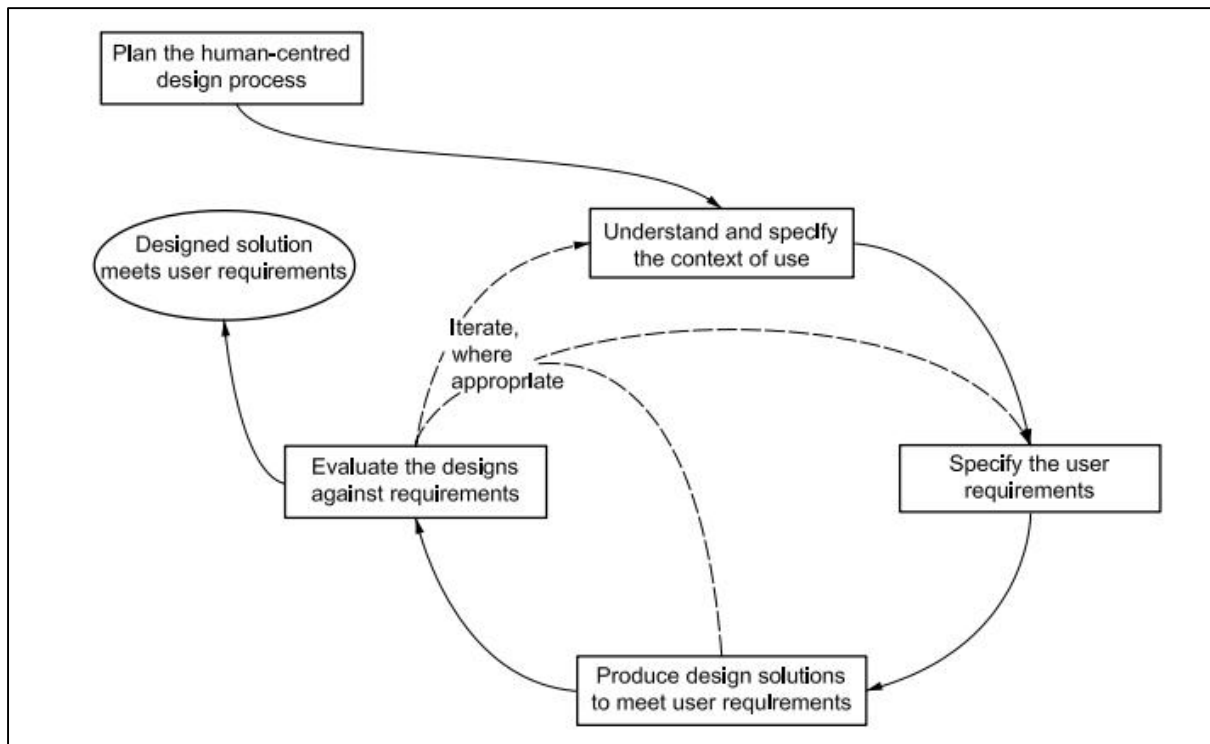 Plan the human-centred
design process
Understand and specify
the context of use
Designed solution
meets user requirements
Iterate,
where
appropriate
Evaluate the designs
against requirements
Specify the user
requirements
Produce design solutions
to meet user requirements